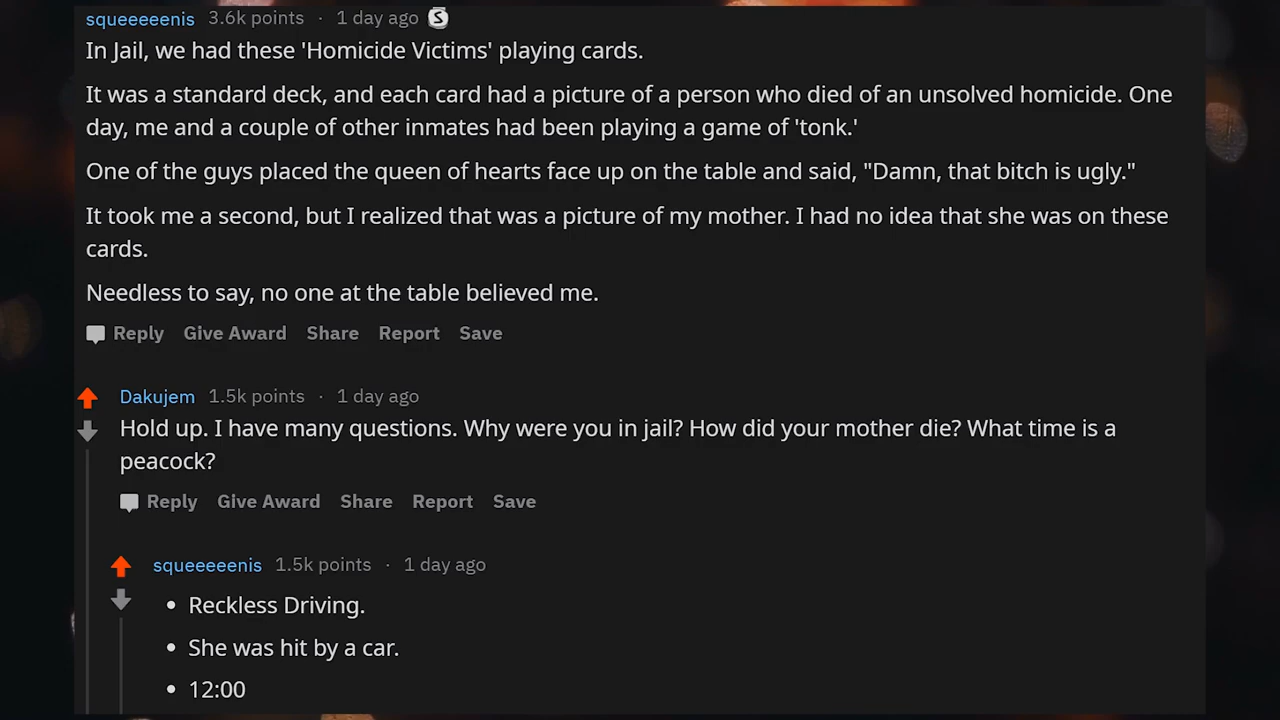 squeeeeenis 3.6k points · 1 day ago S
In Jail, we had these 'Homicide Victims' playing cards.
It was a standard deck, and each card had a picture of a person who died of an unsolved homicide. One
day, me and a couple of other inmates had been playing a game of 'tonk.'
One of the guys placed the queen of hearts face up on the table and said, "Damn, that bitch is ugly."
It took me a second, but I realized that was a picture of my mother. I had no idea that she was on these
cards.
Needless to say, no one at the table believed me.
Reply Give Award Share Report Save
Dakujem 1.5k points · 1 day ago
Hold up. I have many questions. Why were you in jail? How did your mother die? What time is a
peacock?
Reply Give Award Share Report Save
squeeeeenis 1.5k points · 1 day ago
• Reckless Driving.
• She was hit by a car.
• 12:00